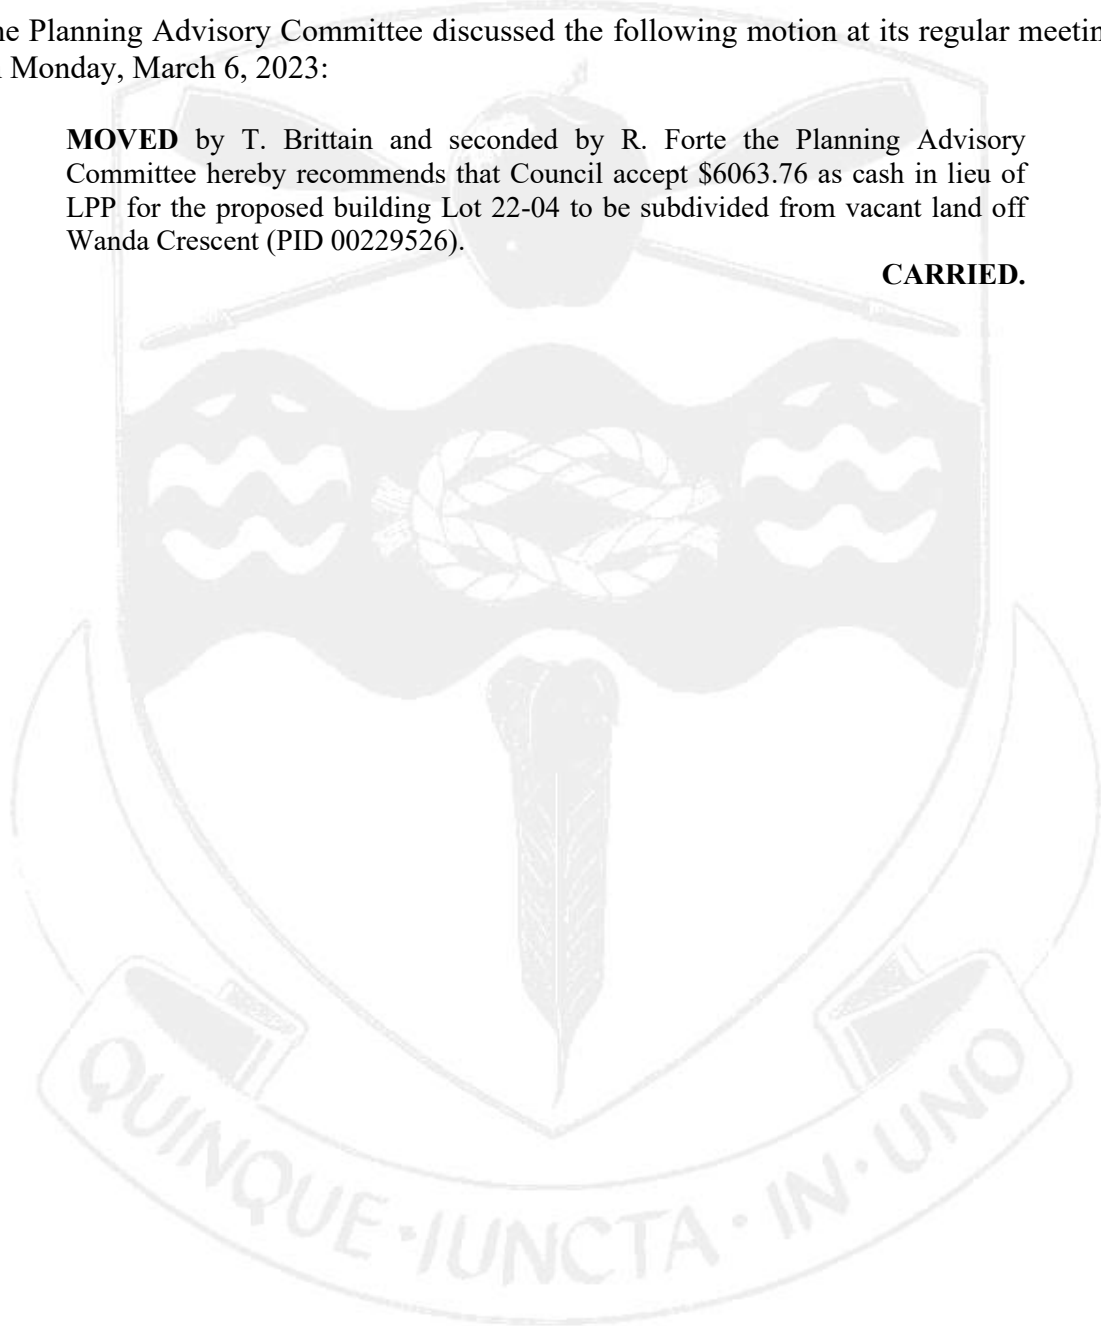 he Planning Advisory Committee discussed the following motion at its regular meetin
Monday, March 6, 2023:
MOVED by T. Brittain and seconded by R. Forte the Planning Advisory
Committee hereby recommends that Council accept $6063.76 as cash in lieu of
LPP for the proposed building Lot 22-04 to be subdivided from vacant land off
Wanda Crescent (PID 00229526).
CARRIED.
QUINQUE·IUNCTA·IN·UNO